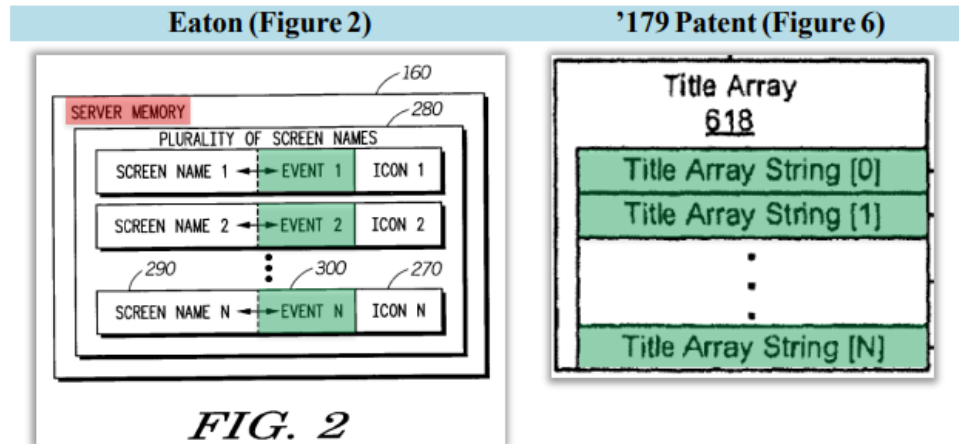 Eaton (Figure 2)
'179 Patent (Figure 6)
160
SERVER MEMORY
280
PLURALITY OF SCREEN NAMES
SCREEN NAME 1 EVENT 1 ICON 1
SCREEN NAME 2 EVENT 2 ICON 2
290 300 270
SCREEN NAME N EVENT N ICON N
FIG. 2
Title Array
618
Title Array String [0]
Title Array String [1]
Title Array String [N]